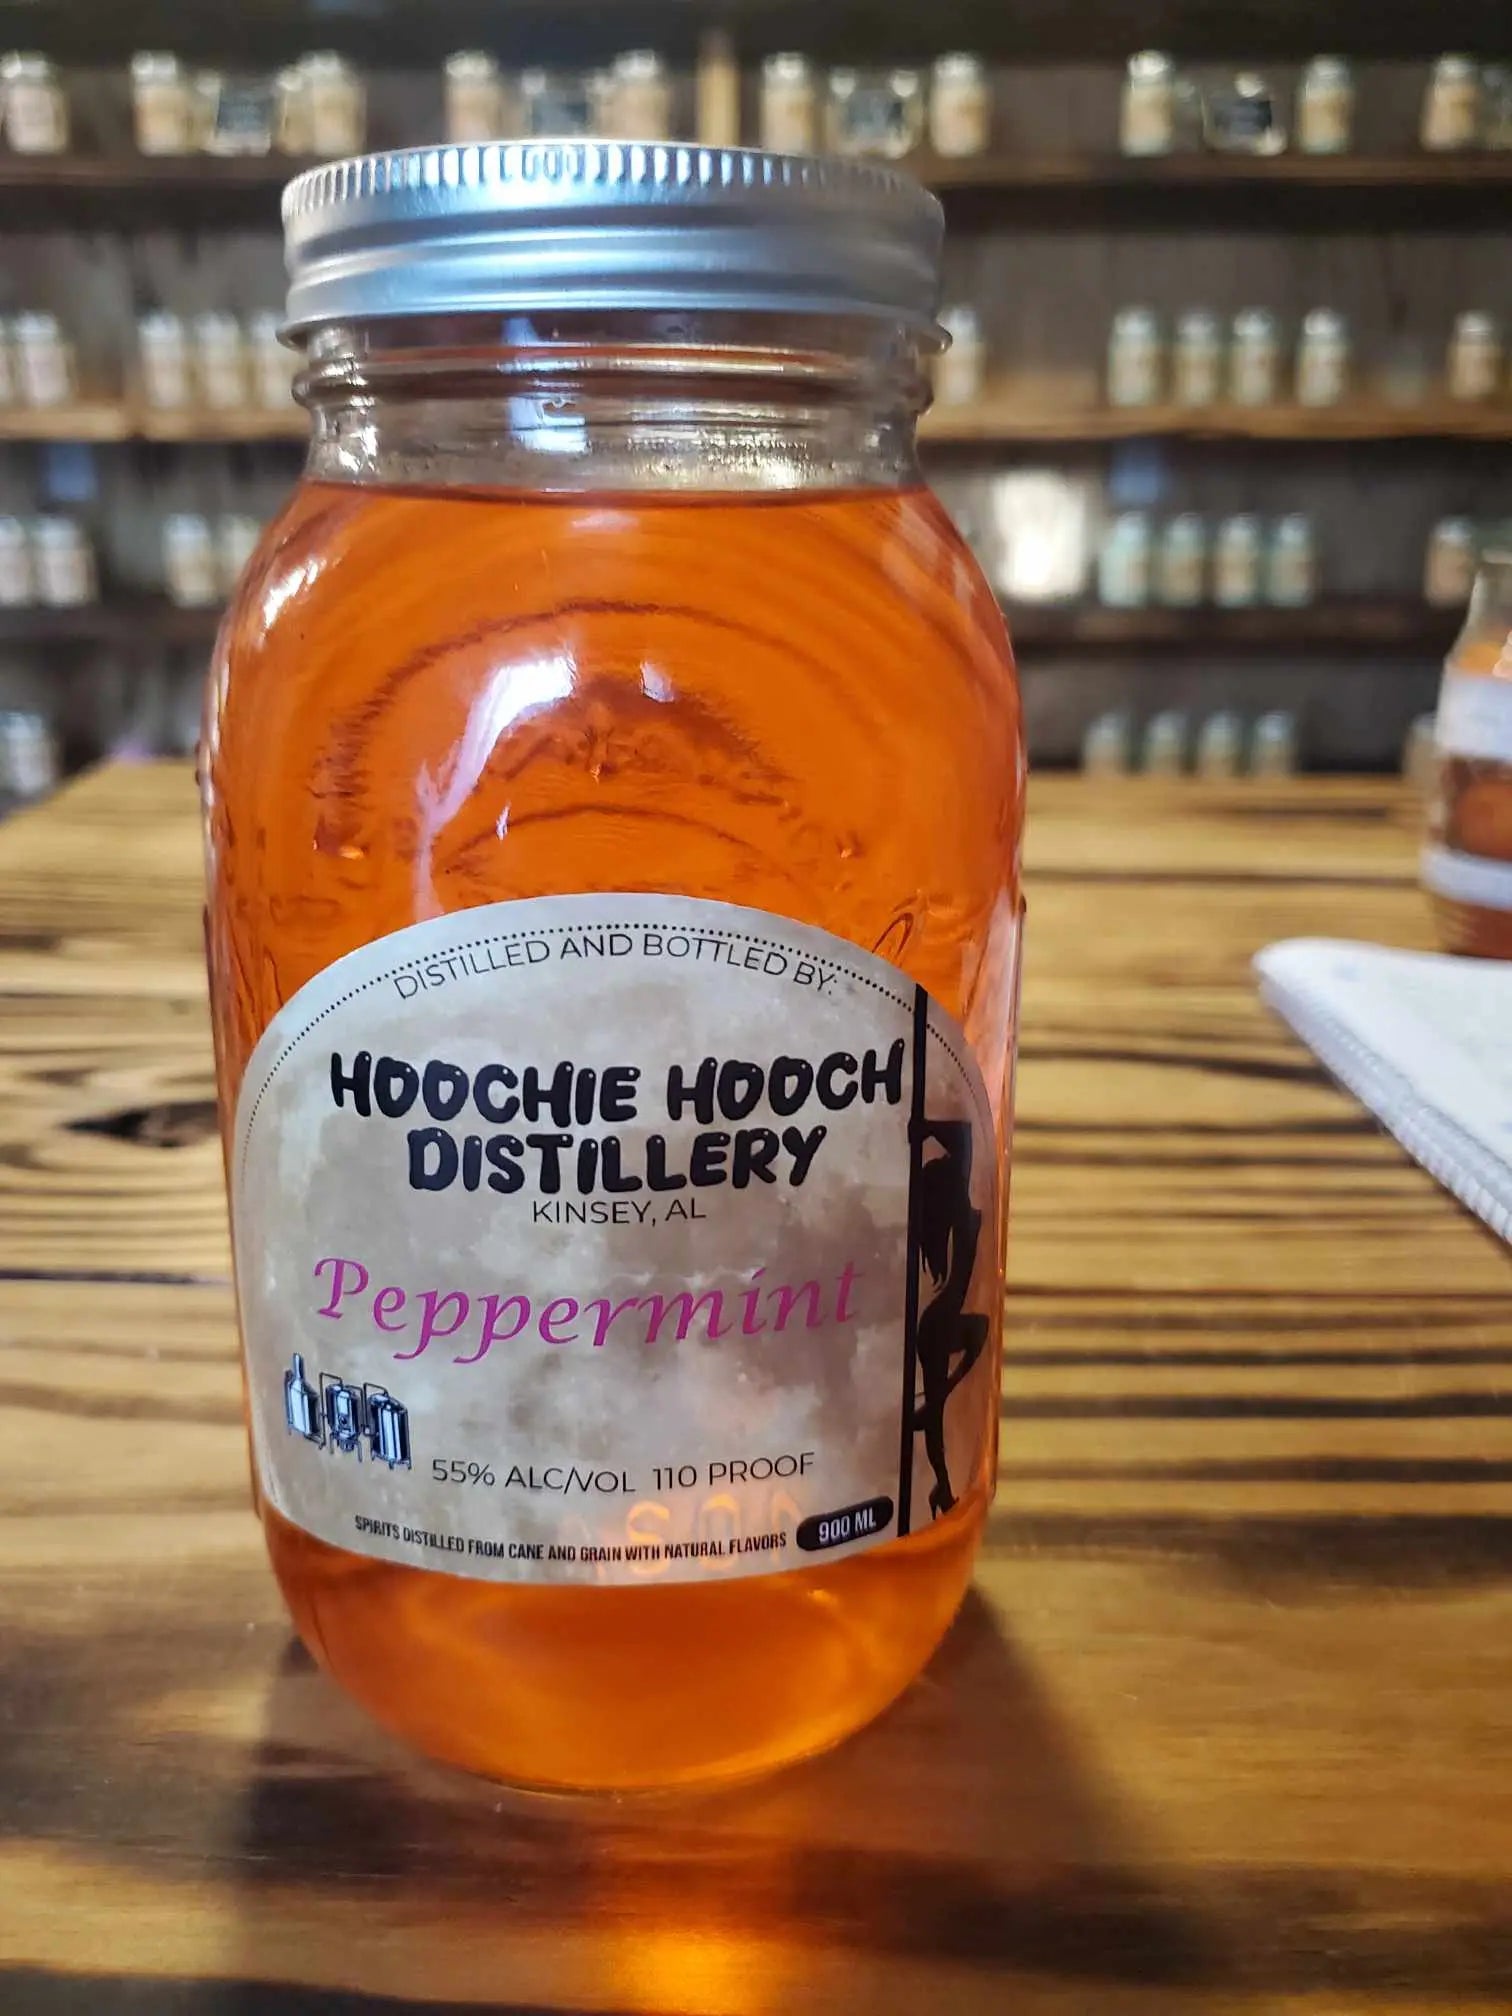 DISTILLED AND BOTTLED BY:
HOOCHIE HOOCH
DISTILLERY
KINSEY, AL
Peppermint
55% ALC/VOL 110 PROOF
SPIRITS DISTILLED FROM CANE AND GRAIN WITH NATURAL FLAVORS
900 ML